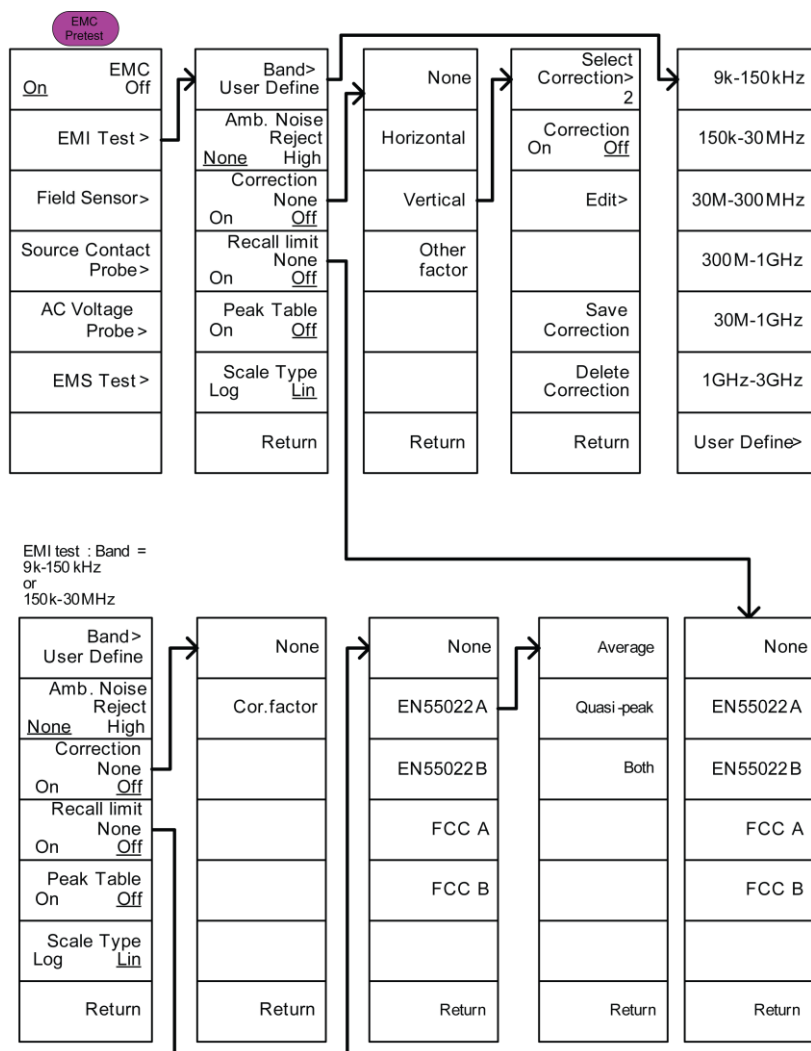 EMC
Pretest
EMC
On Off
EMI Test >
Field Sensor>
Source Contact
Probe>
AC Voltage
Probe >
EMS Test >
Band>
User Define
Amb. Noise
Reject
None High
Correction
None
On Off
Recall limit
None
On Off
Peak Table
On Off
Scale Type
Log Lin
Return
None
Horizontal
Vertical
Other
factor
Return
Select
Correction>
2
Correction
On Off
Edit>
Save
Correction
Delete
Correction
Return
9k-150kHz
150k-30MHz
30M-300MHz
300M-1GHz
30M-1GHz
1GHz-3GHz
User Define>
EMI test : Band =
9k-150 kHz
or
150k-30MHz
Band>
User Define
Amb. Noise
Reject
None High
Correction
None
On Off
Recall limit
None
On Off
Peak Table
On Off
Scale Type
Log Lin
Return
None
Cor.factor
Return
None
EN55022A
EN55022B
FCC A
FCC B
Return
Average
Quasi-peak
Both
Return
None
EN55022A
EN55022B
FCC A
FCC B
Return